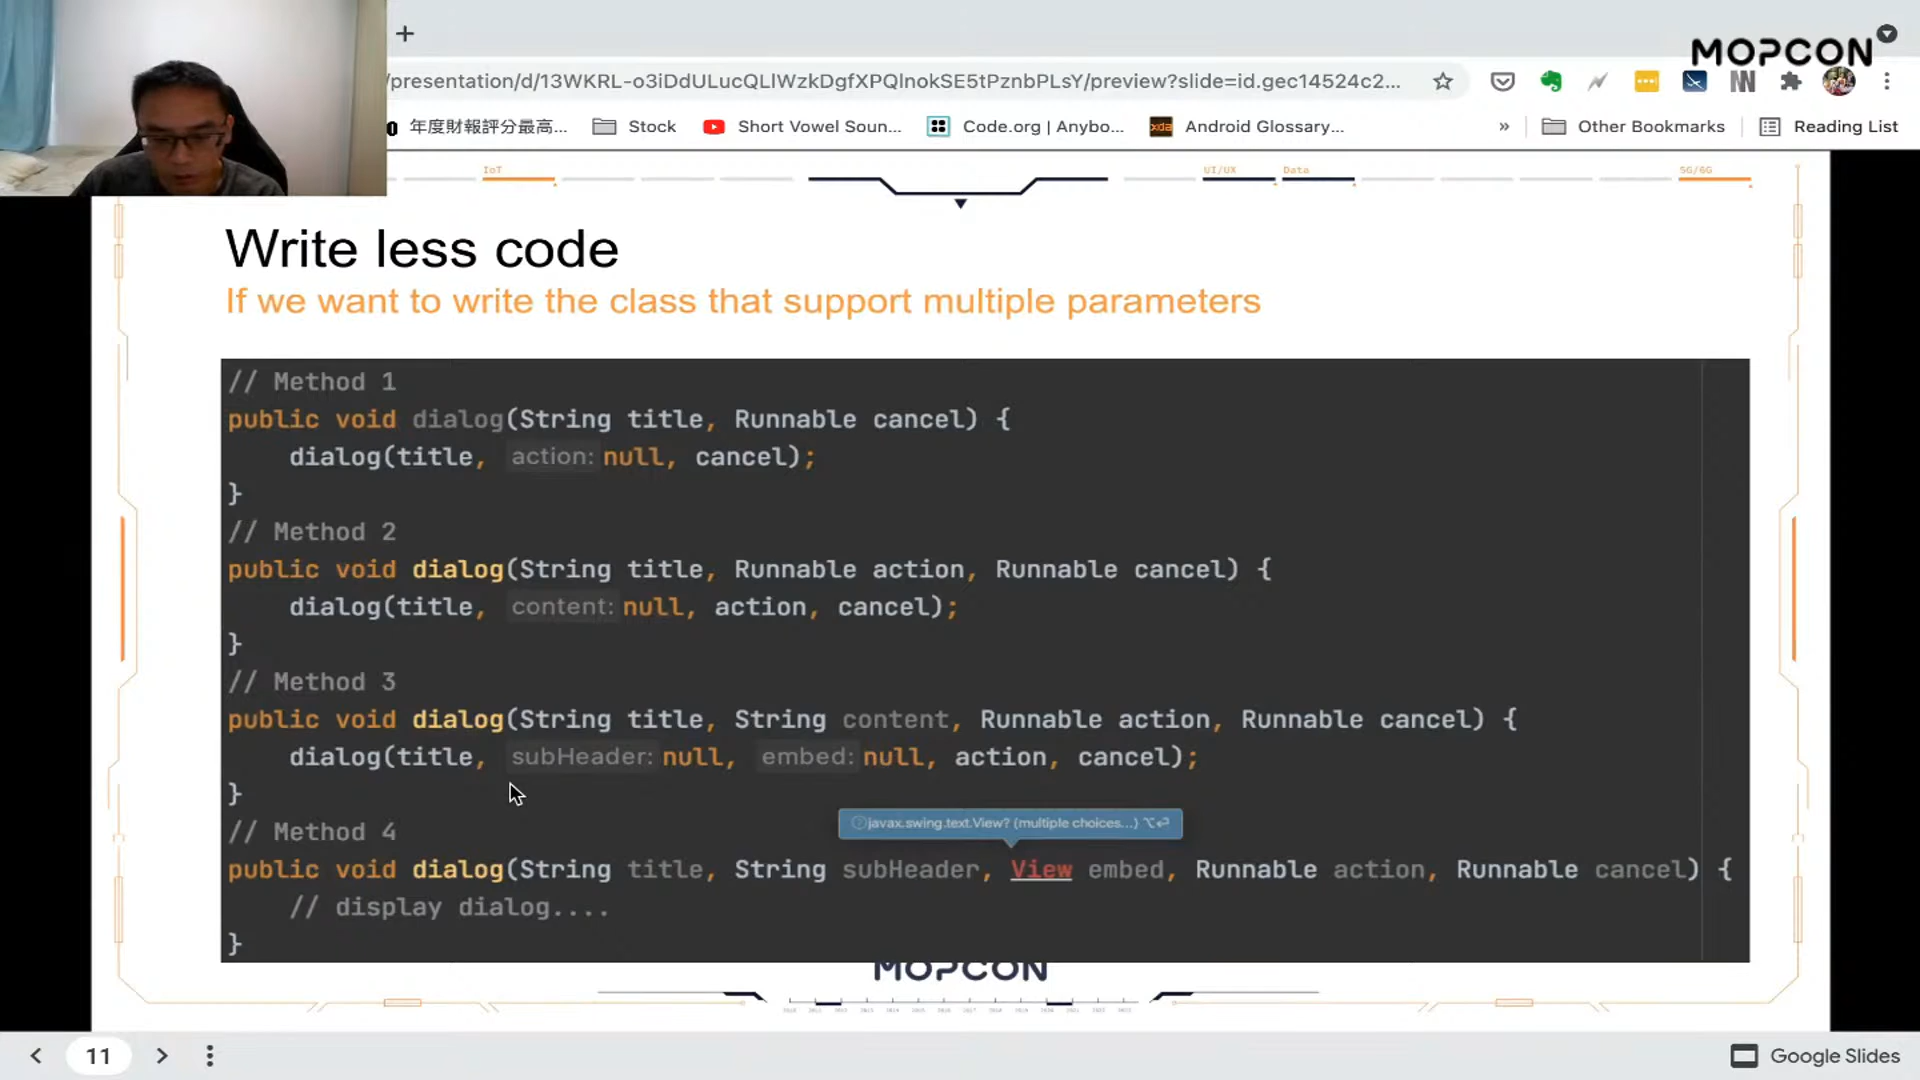 +
MOPCON
/presentation/d/13WKRL-o3iDdULucQLlWzkDgfXPQlnokSE5tPznbPLsY/preview?slide=id.gec14524c2...
年度財報評分最高...
Stock
Short Vowel Soun...
Code.org | Anybo...
xda
Android Glossary...
»
Other Bookmarks
Reading List
IoT
UI/UX
Data
5G/6G
Write less code
If we want to write the class that support multiple parameters
// Method 1
public void dialog(String title, Runnable cancel) {
dialog(title, action: null, cancel);
}
// Method 2
public void dialog(String title, Runnable action, Runnable cancel) {
dialog(title, content: null, action, cancel);
}
// Method 3
public void dialog(String title, String content, Runnable action, Runnable cancel) {
dialog(title, subHeader: null, embed: null, action, cancel);
}
javax.swing.text.View? (multiple choices...) ⌥⏎
// Method 4
public void dialog(String title, String subHeader, View embed, Runnable action, Runnable cancel) {
// display dialog....
}
MOPCON
11
Google Slides